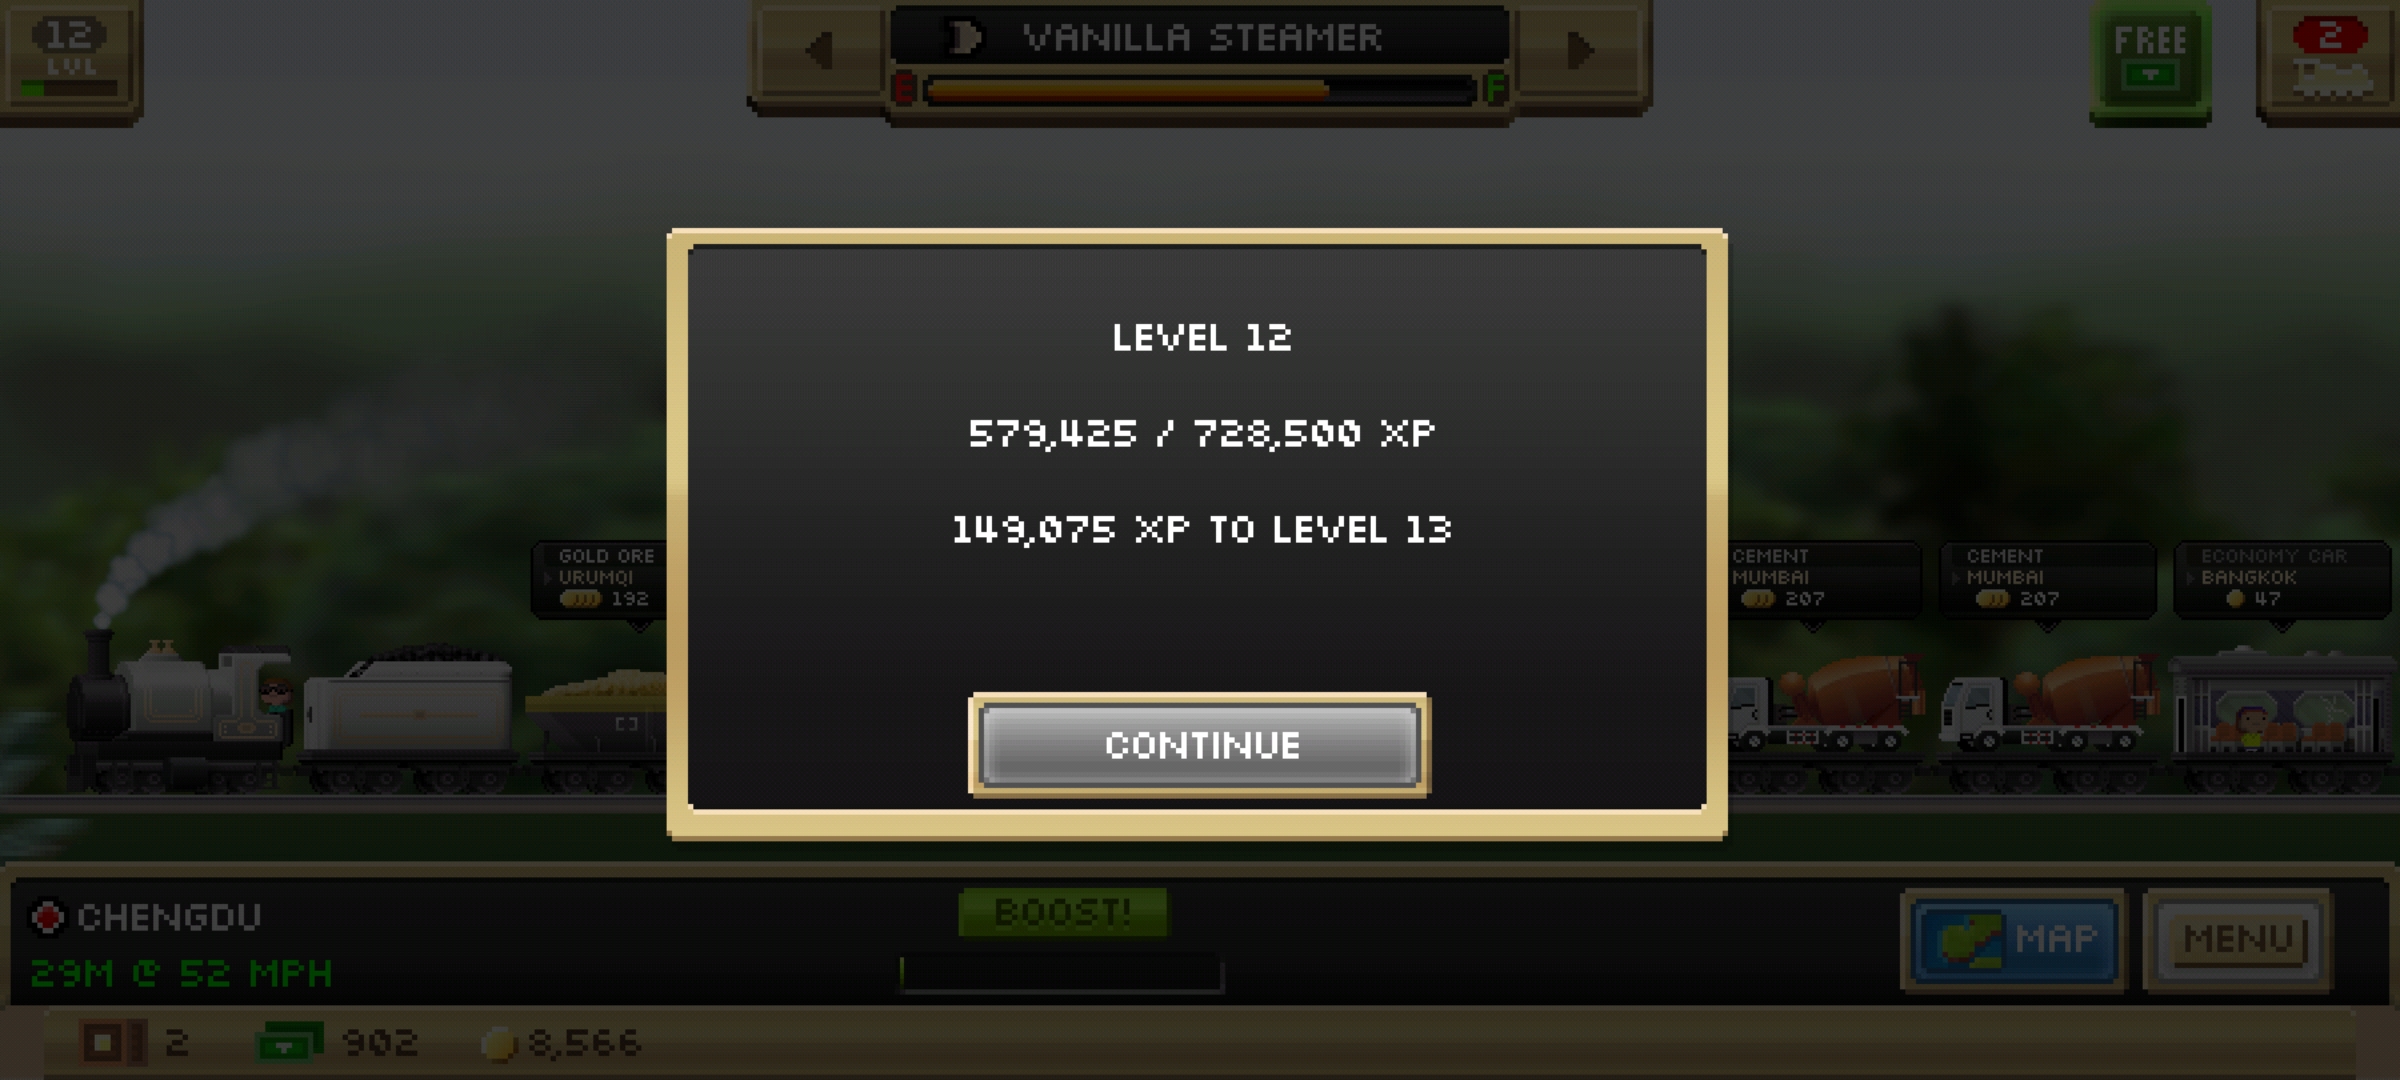 12
LVL
VANILLA STEAMER
E
F
FREE
2
LEVEL 12
579,425 / 728,500 XP
149,075 XP TO LEVEL 13
GOLD ORE
URUMQI
192
CEMENT
MUMBAI
207
CEMENT
MUMBAI
207
ECONOMY CAR
BANGKOK
47
CONTINUE
CHENGDU
29M @ 52 MPH
BOOST!
MAP
MENU
2
902
8,566